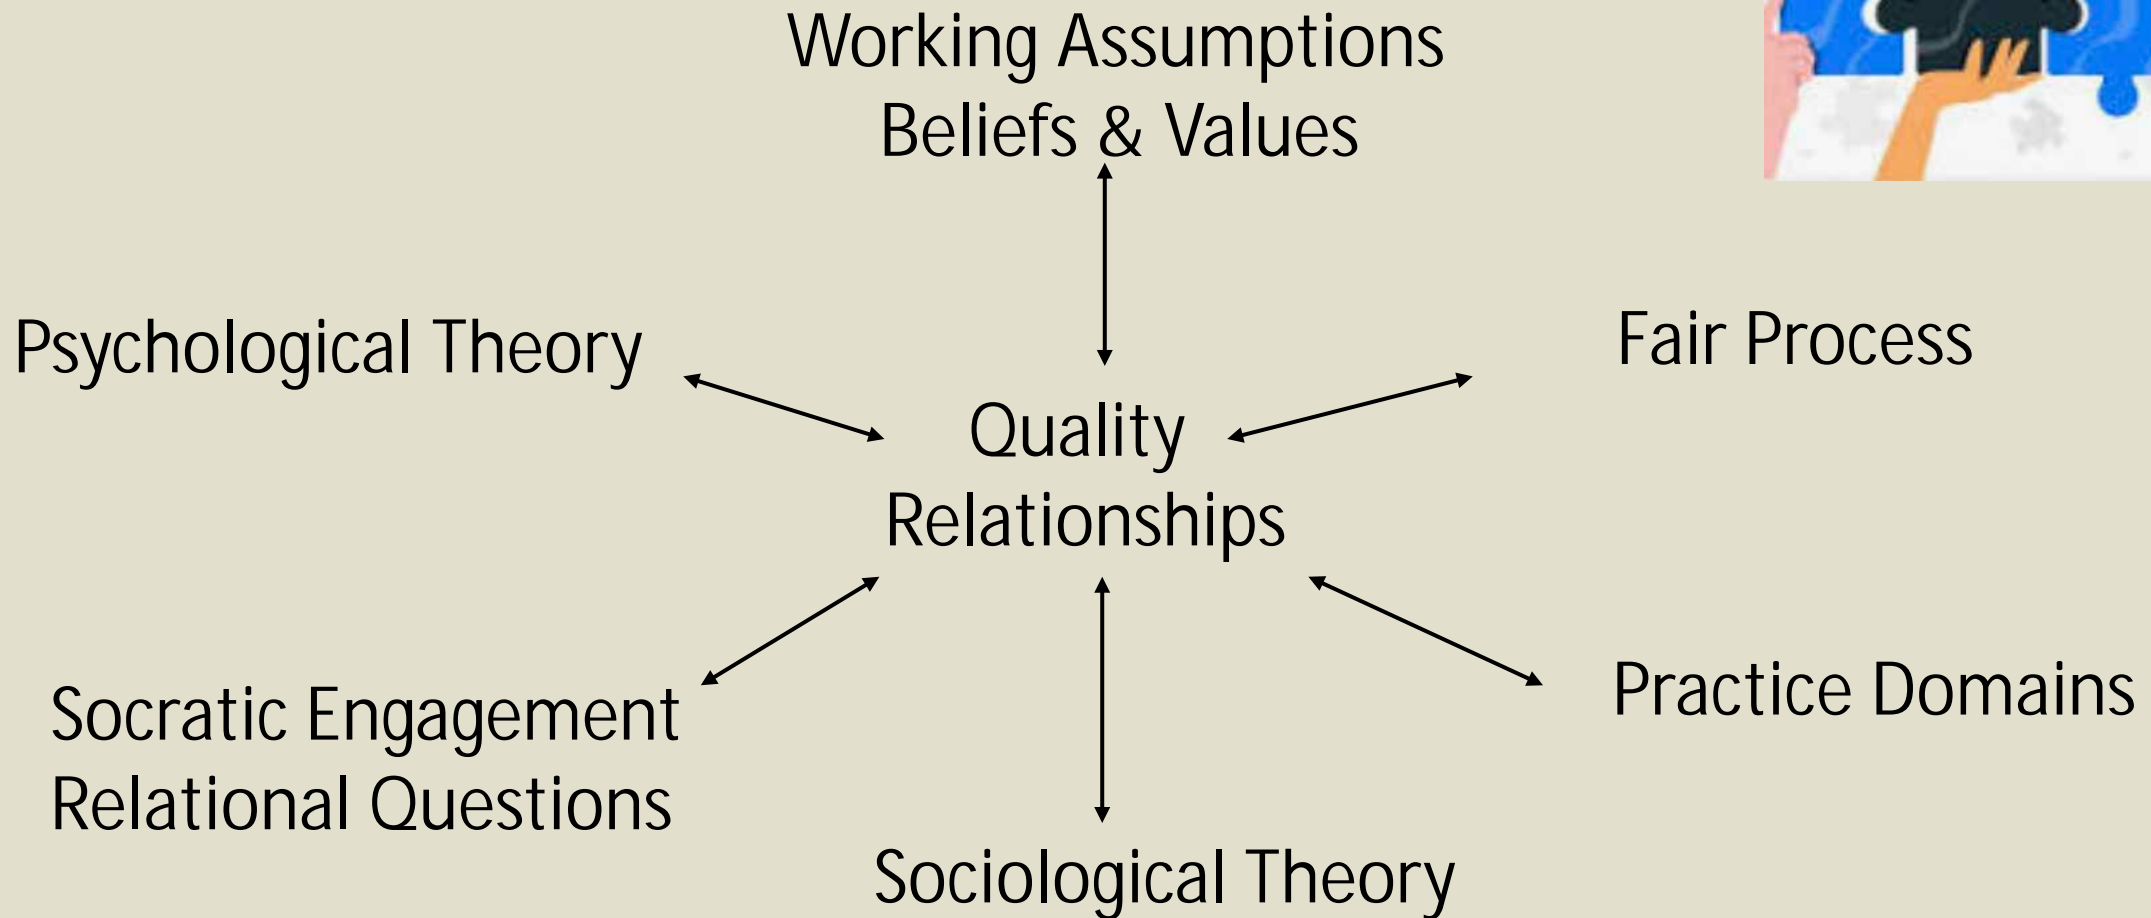 Working Assumptions
Beliefs & Values
Psychological Theory
Fair Process
Quality
Relationships
Socratic Engagement
Relational Questions
Practice Domains
Sociological Theory